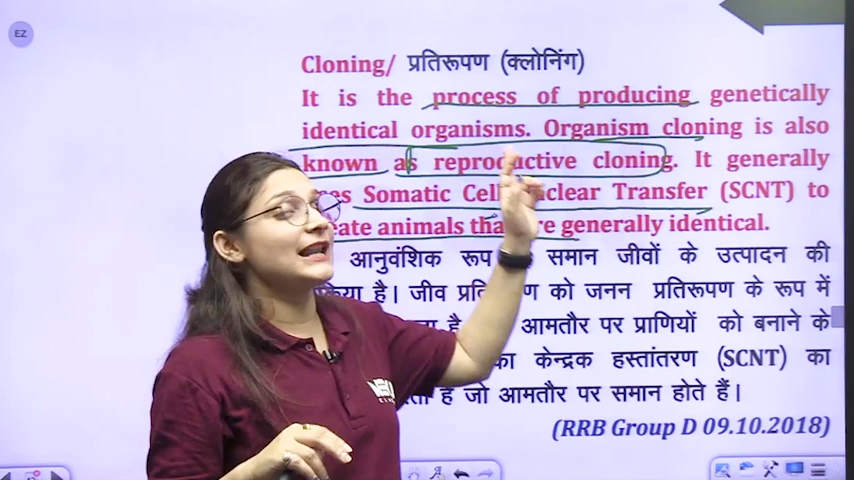 EZ
Cloning/ प्रतिरूपण (क्लोनिंग)
It is the process of producing genetically
identical organisms. Organism cloning is also
known as reproductive cloning. It generally
Somatic Cell Transfer (SCNT) to
animals generally identical.
आनुवंशिक रूप समान जीवों के उत्पादन की
है। जीव को जनन प्रतिरूपण के रूप में
है आमतौर पर प्राणियों को बनाने के
केन्द्रक हस्तांतरण (SCNT) का
है जो आमतौर पर समान होते हैं।
(RRB Group D 09.10.2018)